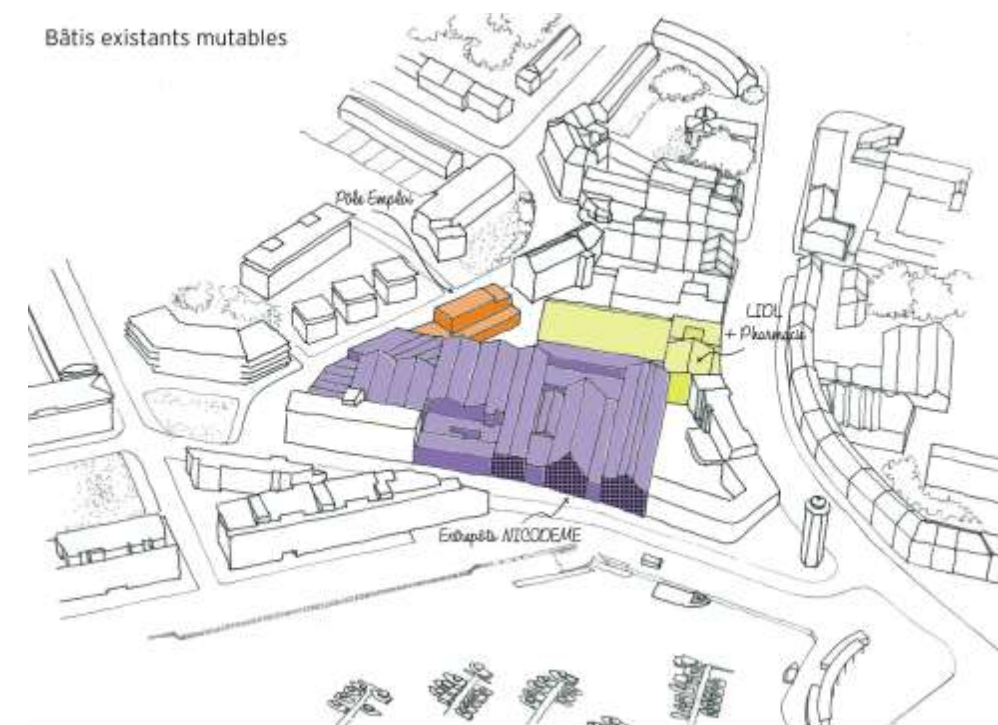 Bâtis existants mutables
Pôle Emploi
LIDL
+ Pharmacie
Entrepôts NICODEME